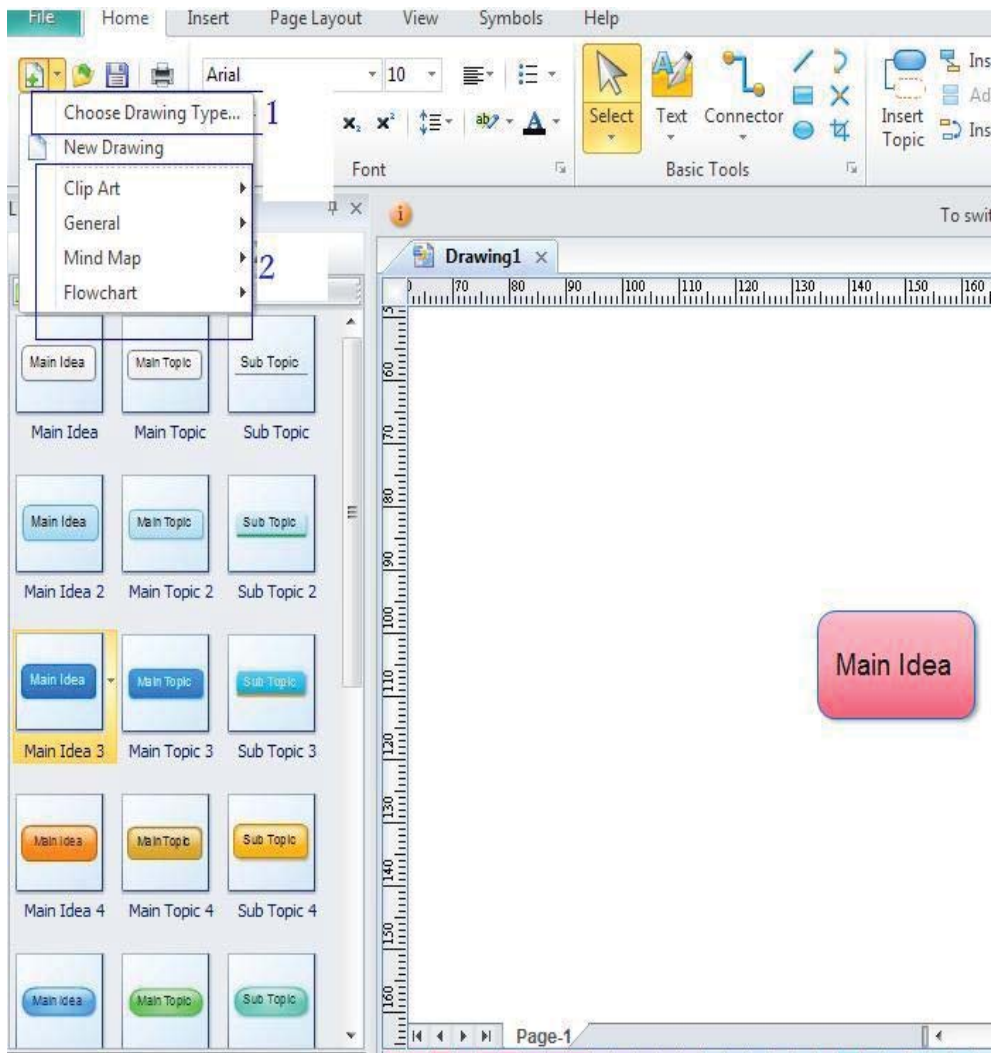 File Home Insert Page Layout View Symbols Help
Arial 10
Select Text Connector Insert Topic Ins
Ad
Ins
Font Basic Tools
Choose Drawing Type... 1
New Drawing
Clip Art
General
Mind Map
Flowchart
2
To swit
Drawing1
70 80 90 100 110 120 130 140 150 160
Main Idea Main Topic Sub Topic
Main Idea Main Topic Sub Topic
Main Idea Main Topic Sub Topic
Main Idea 2 Main Topic 2 Sub Topic 2
Main Idea Main Topic Sub Topic
Main Idea 3 Main Topic 3 Sub Topic 3
Main Idea Main Topic Sub Topic
Main Idea 4 Main Topic 4 Sub Topic 4
Main Idea Main Topic Sub Topic
60
70
80
90
100
110
120
130
140
150
160
Main Idea
Page-1